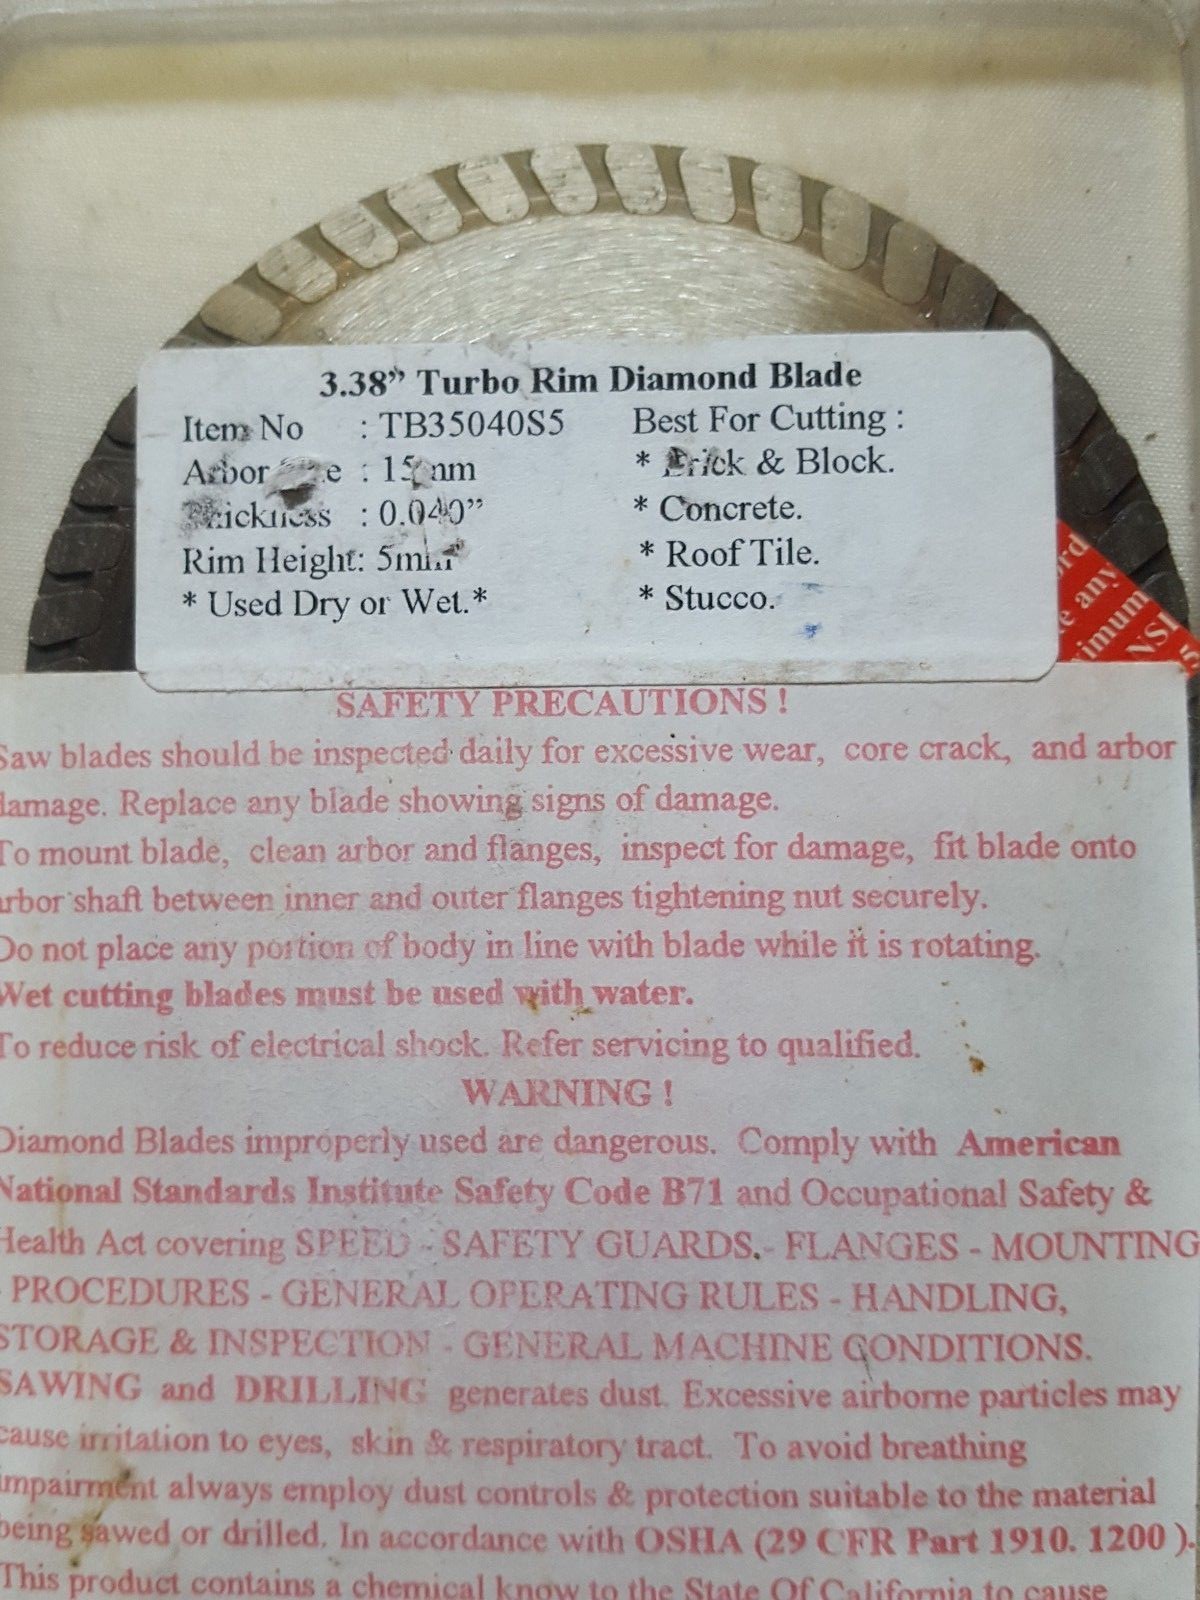 3.38” Turbo Rim Diamond Blade
Item No : TB35040S5
Arbor : 15mm
Thickness : 0.040”
Rim Height: 5mm
* Used Dry or Wet.*
Best For Cutting :
* Brick & Block.
* Concrete.
* Roof Tile.
* Stucco.
any
NSI
SAFETY PRECAUTIONS !
Saw blades should be inspected daily for excessive wear, core crack, and arbor
damage. Replace any blade showing signs of damage.
To mount blade, clean arbor and flanges, inspect for damage, fit blade onto
arbor shaft between inner and outer flanges tightening nut securely.
Do not place any portion of body in line with blade while it is rotating.
Wet cutting blades must be used with water.
To reduce risk of electrical shock. Refer servicing to qualified.
WARNING !
Diamond Blades improperly used are dangerous. Comply with American
National Standards Institute Safety Code B71 and Occupational Safety &
Health Act covering SPEED - SAFETY GUARDS. - FLANGES - MOUNTING
- PROCEDURES - GENERAL OPERATING RULES - HANDLING,
STORAGE & INSPECTION - GENERAL MACHINE CONDITIONS.
SAWING and DRILLING generates dust. Excessive airborne particles may
cause irritation to eyes, skin & respiratory tract. To avoid breathing
impairment always employ dust controls & protection suitable to the material
being sawed or drilled. In accordance with OSHA (29 CFR Part 1910. 1200 ).
This product contains a chemical know to the State Of California to cause